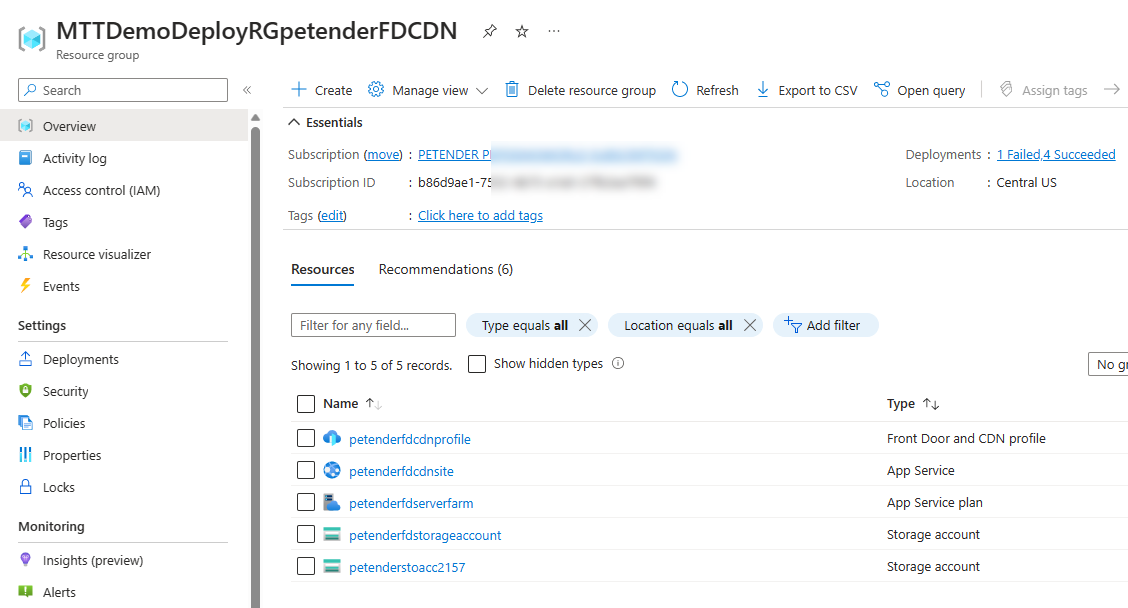 MTTDemoDeployRGpetenderFDCDN
Resource group
Search
Overview
Activity log
Access control (IAM)
Tags
Resource visualizer
Events
Settings
Deployments
Security
Policies
Properties
Locks
Monitoring
Insights (preview)
Alerts
Create Manage view Delete resource group Refresh Export to CSV Open query Assign tags
Essentials
Subscription (move) : PETENDER
Deployments : 1 Failed,4 Succeeded
Subscription ID : b86d9ae1-75
Location : Central US
Tags (edit) : Click here to add tags
Resources Recommendations (6)
Filter for any field... Type equals all Location equals all Add filter
Showing 1 to 5 of 5 records. Show hidden types
No gr
Name Type
petenderfdcdnprofile Front Door and CDN profile
petenderfdcdnsite App Service
petenderfdserverfarm App Service plan
petenderfdstorageaccount Storage account
petenderstoacc2157 Storage account